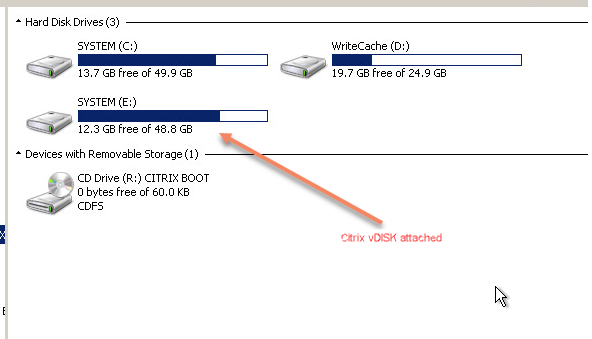 Hard Disk Drives (3)
SYSTEM (C:)
13.7 GB free of 49.9 GB
WriteCache (D:)
19.7 GB free of 24.9 GB
SYSTEM (E:)
12.3 GB free of 48.8 GB
Devices with Removable Storage (1)
CD Drive (R:) CITRIX BOOT
0 bytes free of 60.0 KB
CDFS
Citrix vDISK attached